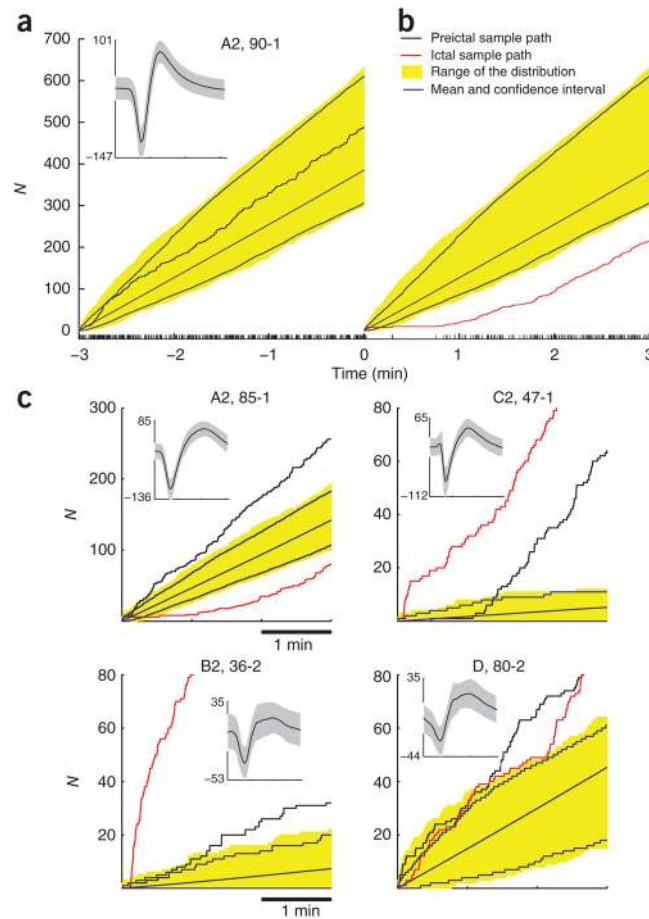 a
b
101
A2, 90-1
−147
700
600
500
400
300
200
100
0
N
−3
−2
−1
0
1
2
3
Time (min)
Preictal sample path
Ictal sample path
Range of the distribution
Mean and confidence interval
c
A2, 85-1
300
200
100
N
85
−136
1 min
C2, 47-1
80
60
40
20
65
−112
B2, 36-2
80
60
40
20
N
35
−53
1 min
D, 80-2
80
60
40
20
35
−44